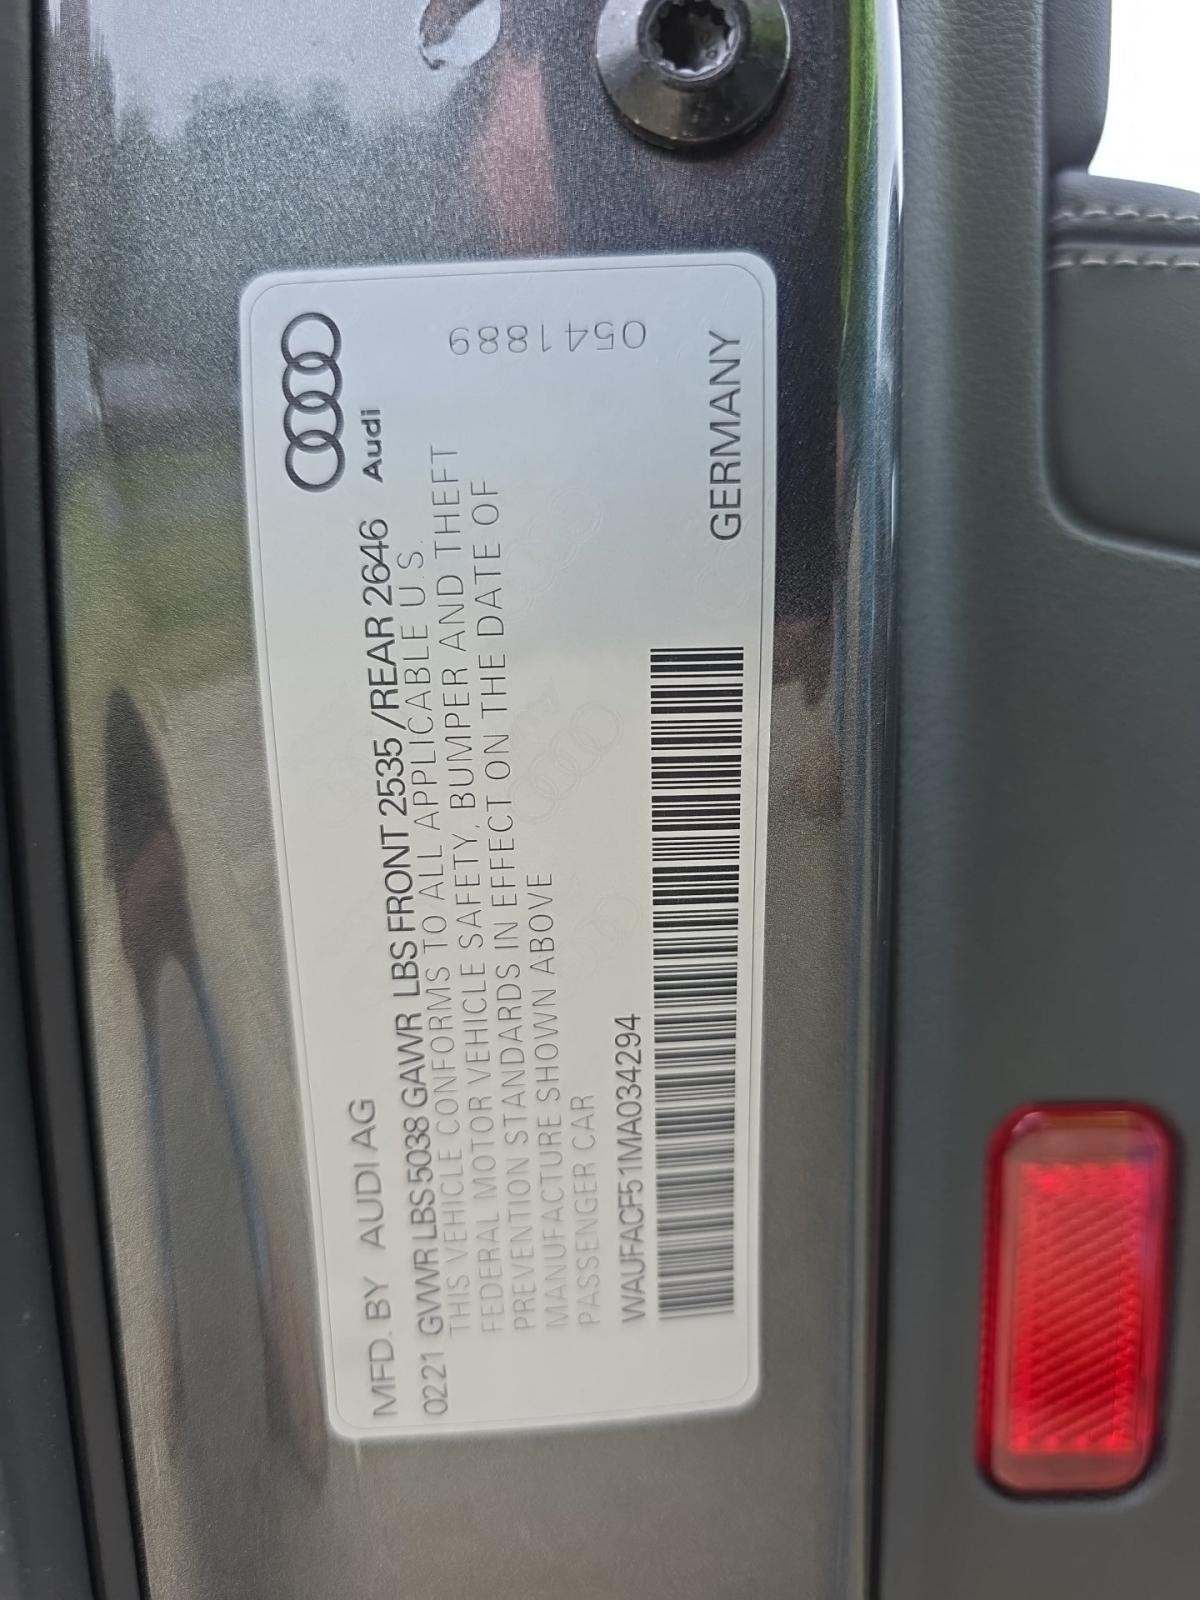 MFD. BY AUDI AG
Audi
0221 GVWR LBS 5038 GAWR LBS FRONT 2535 /REAR 2646
THIS VEHICLE CONFORMS TO ALL APPLICABLE U.S.
FEDERAL MOTOR VEHICLE SAFETY, BUMPER AND THEFT
PREVENTION STANDARDS IN EFFECT ON THE DATE OF
MANUFACTURE SHOWN ABOVE
PASSENGER CAR
0541889
WAUFACF51MA034294
GERMANY